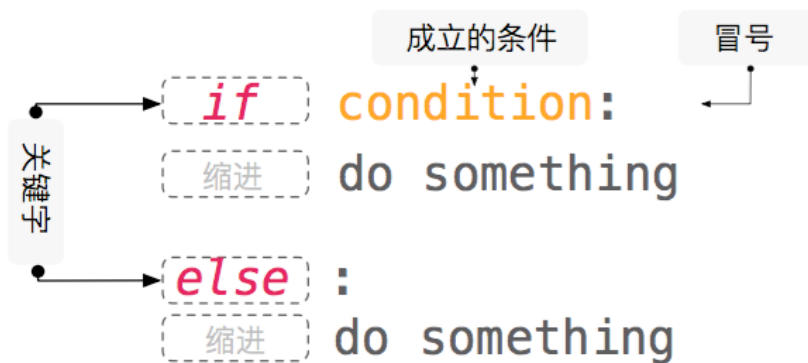 成立的条件 冒号
if condition:
缩进 do something
关键字
else :
缩进 do something